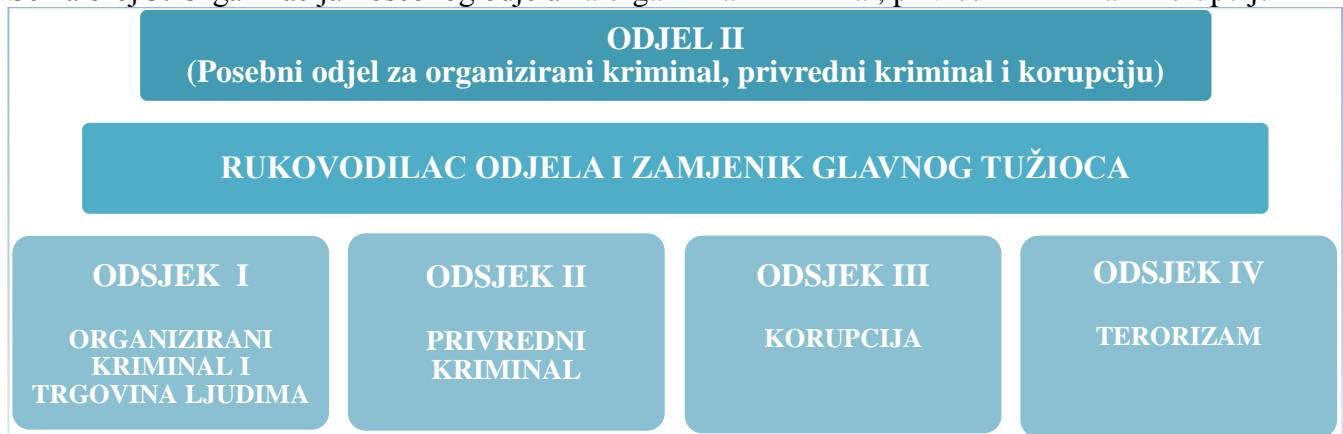 ODJEL II
(Posebni odjel za organizirani kriminal, privredni kriminal i korupciju)
RUKOVODILAC ODJELA I ZAMJENIK GLAVNOG TUŽIOCA
ODSJEK I
ORGANIZIRANI
KRIMINAL I
TRGOVINA LJUDIMA
ODSJEK II
PRIVREDNI
KRIMINAL
ODSJEK III
KORUPCIJA
ODSJEK IV
TERORIZAM